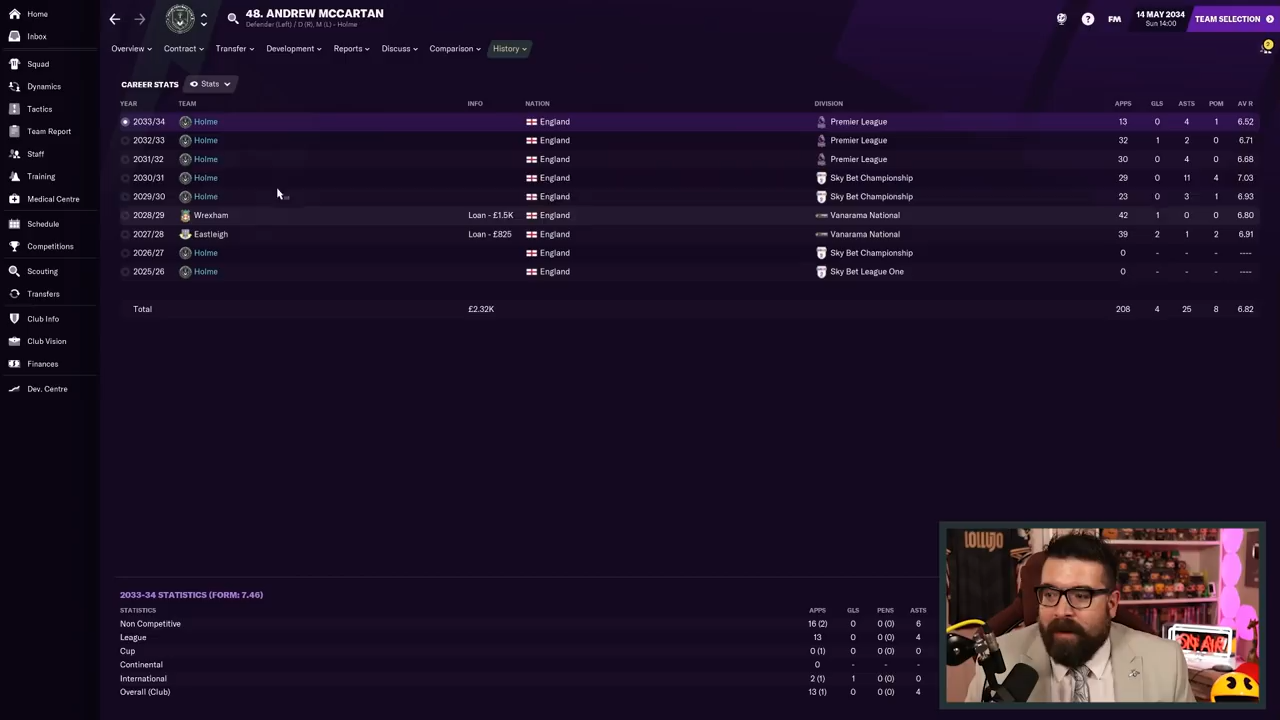 Home
Inbox
Squad
Dynamics
Tactics
Team Report
Staff
Training
Medical Centre
Schedule
Competitions
Scouting
Transfers
Club Info
Club Vision
Finances
Dev. Centre
48. ANDREW MCCARTAN
Defender (Left) / D (R), M (L) - Holme
FM
14 MAY 2034
Sun 14:00
TEAM SELECTION
Overview Contract Transfer Development Reports Discuss Comparison History
2
CAREER STATS Stats
YEAR TEAM INFO NATION DIVISION APPS GLS ASTS POM AV R
2033/34 Holme England Premier League 13 0 4 1 6.52
2032/33 Holme England Premier League 32 1 2 0 6.71
2031/32 Holme England Premier League 30 0 4 0 6.68
2030/31 Holme England Sky Bet Championship 29 0 11 4 7.03
2029/30 Holme England Sky Bet Championship 23 0 3 1 6.93
2028/29 Wrexham Loan - £1.5K England Vanarama National 42 1 0 0 6.80
2027/28 Eastleigh Loan - £825 England Vanarama National 39 2 1 2 6.91
2026/27 Holme England Sky Bet Championship 0 - - - ----
2025/26 Holme England Sky Bet League One 0 - - - ----
Total £2.32K 208 4 25 8 6.82
2033-34 STATISTICS (FORM: 7.46)
STATISTICS APPS GLS PENS ASTS
Non Competitive 16 (2) 0 0 (0) 6
League 13 0 0 (0) 4
Cup 0 (1) 0 0 (0) 0
Continental 0 - - -
International 2 (1) 1 0 (0) 0
Overall (Club) 13 (1) 0 0 (0) 4
lollujo
ON AIR